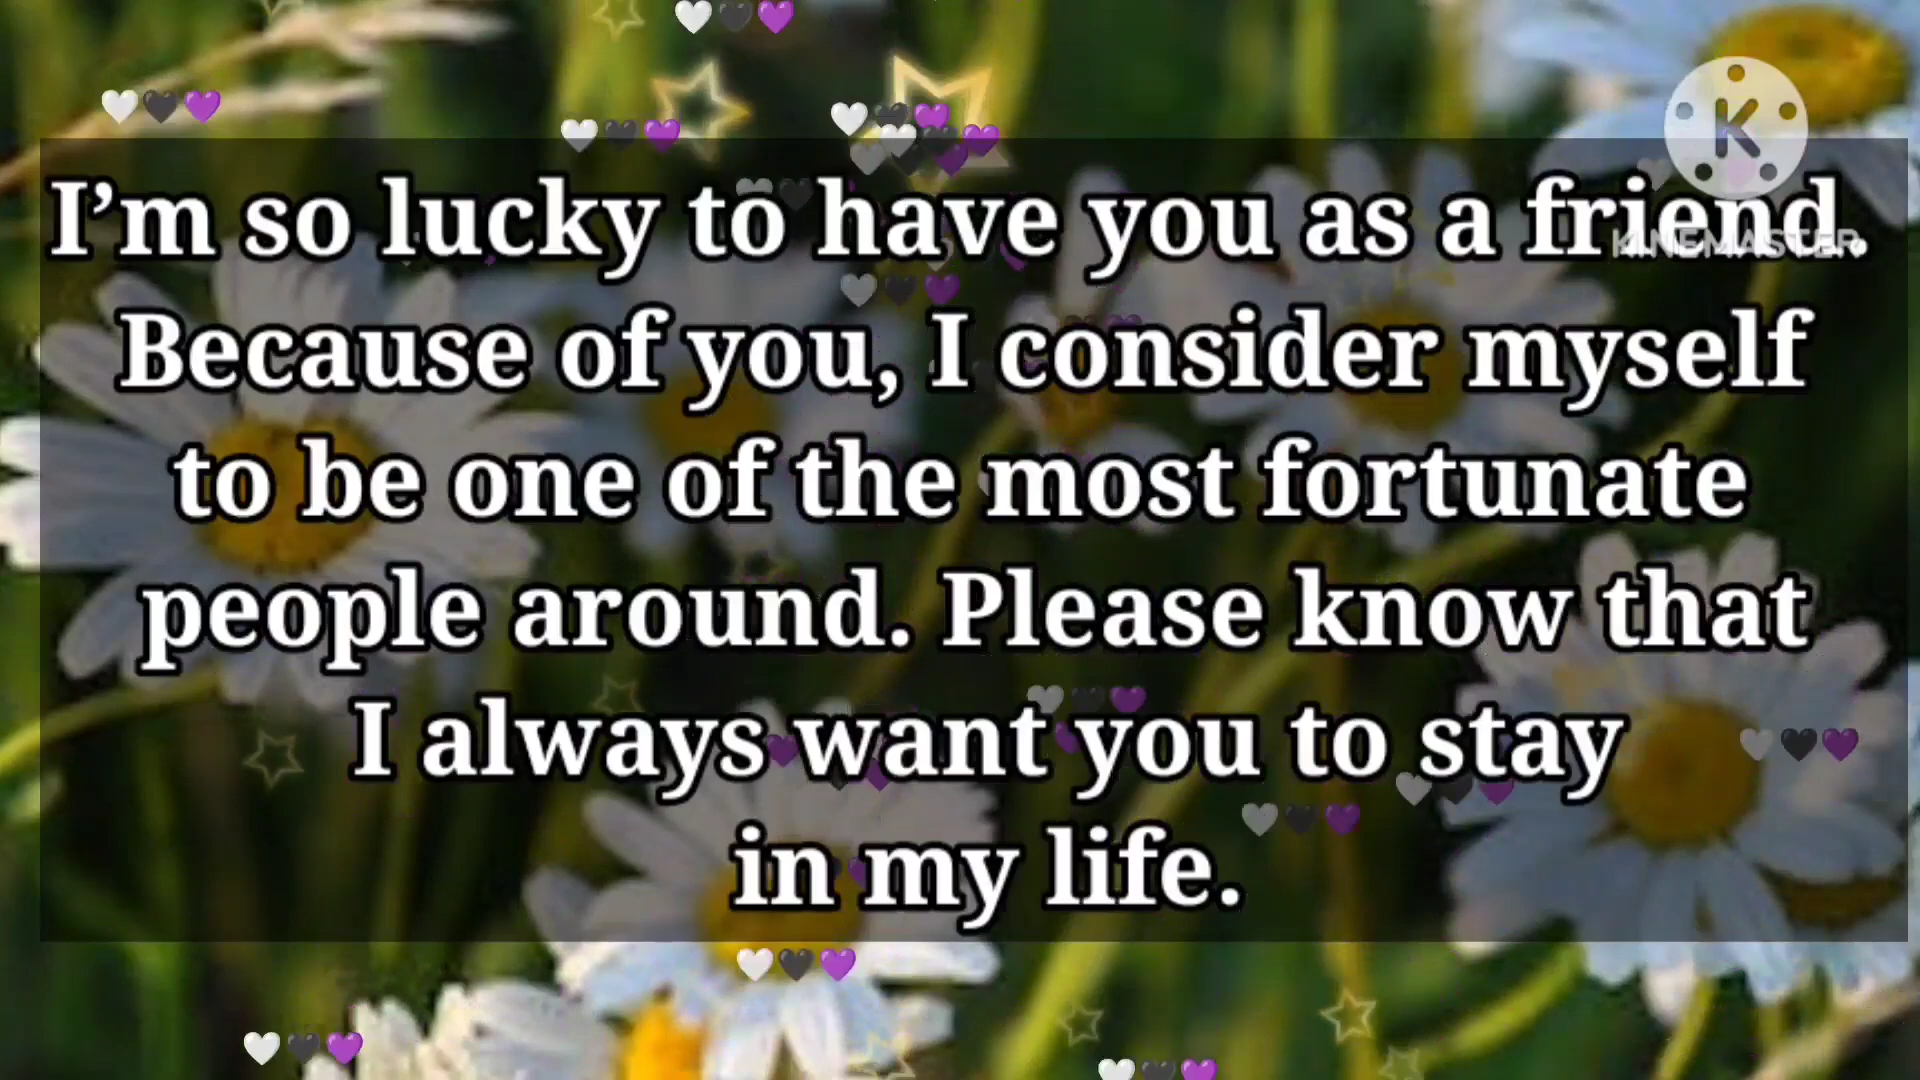 I’m so lucky to have you as a friend.
Because of you, I consider myself
to be one of the most fortunate
people around. Please know that
I always want you to stay
in my life.
K
KINEMASTER